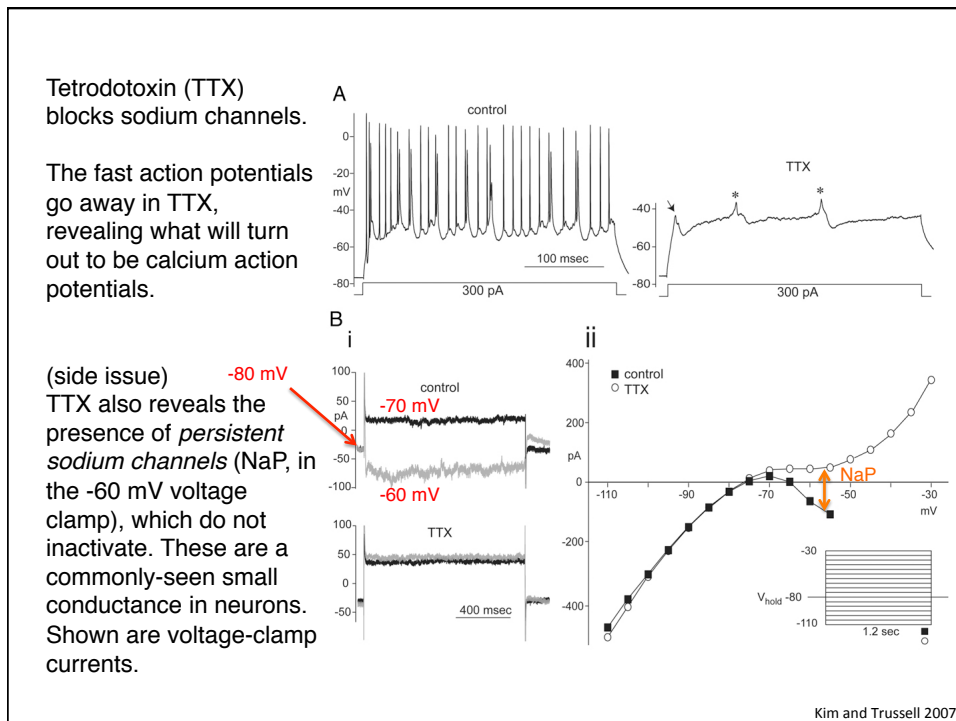 Tetrodotoxin (TTX)
blocks sodium channels.
The fast action potentials
go away in TTX,
revealing what will turn
out to be calcium action
potentials.
(side issue)
TTX also reveals the
presence of persistent
sodium channels (NaP, in
the -60 mV voltage
clamp), which do not
inactivate. These are a
commonly-seen small
conductance in neurons.
Shown are voltage-clamp
currents.
A
control
0
-20
mV
-40
-60
-80
100 msec
300 pA
TTX
*
*
-40
-60
-80
300 pA
B
i
-80 mV
100
50
pA
0
-50
-100
control
-70 mV
-60 mV
TTX
100
50
0
-50
400 msec
ii
400
200
0
pA
-200
-400
control
TTX
-110
-90
-70
-50
-30
mV
NaP
-30
Vhold -80
-110
1.2 sec
Kim and Trussell 2007